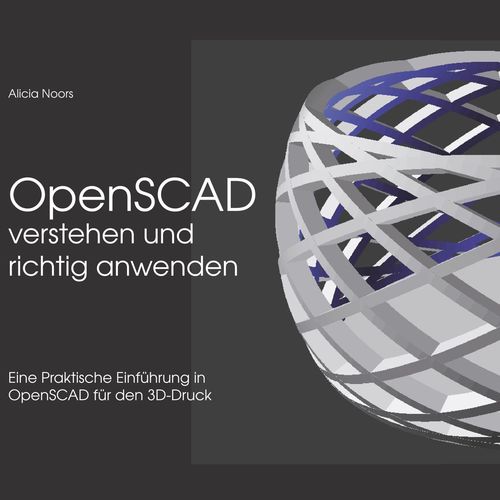 Alicia Noors
OpenSCAD
verstehen und
richtig anwenden
Eine Praktische Einführung in
OpenSCAD für den 3D-Druck